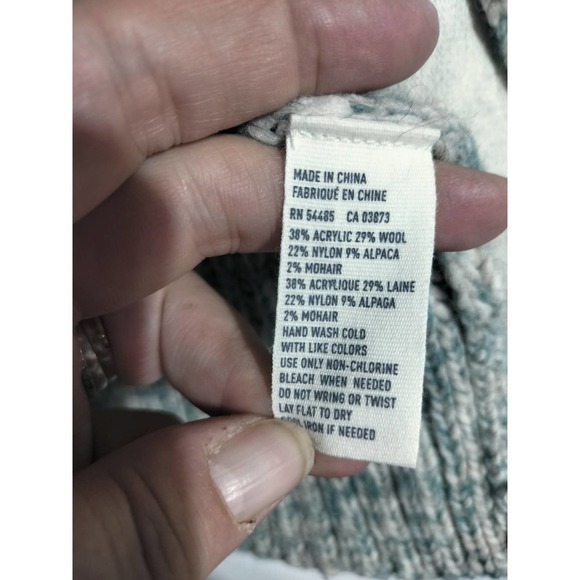 MADE IN CHINA
FABRIQUÉ EN CHINE
RN 54485 CA 03873
38% ACRYLIC 29% WOOL
22% NYLON 9% ALPACA
2% MOHAIR
38% ACRYLIQUE 29% LAINE
22% NYLON 9% ALPAGA
2% MOHAIR
HAND WASH COLD
WITH LIKE COLORS
USE ONLY NON-CHLORINE
BLEACH WHEN NEEDED
DO NOT WRING OR TWIST
LAY FLAT TO DRY
IRON IF NEEDED